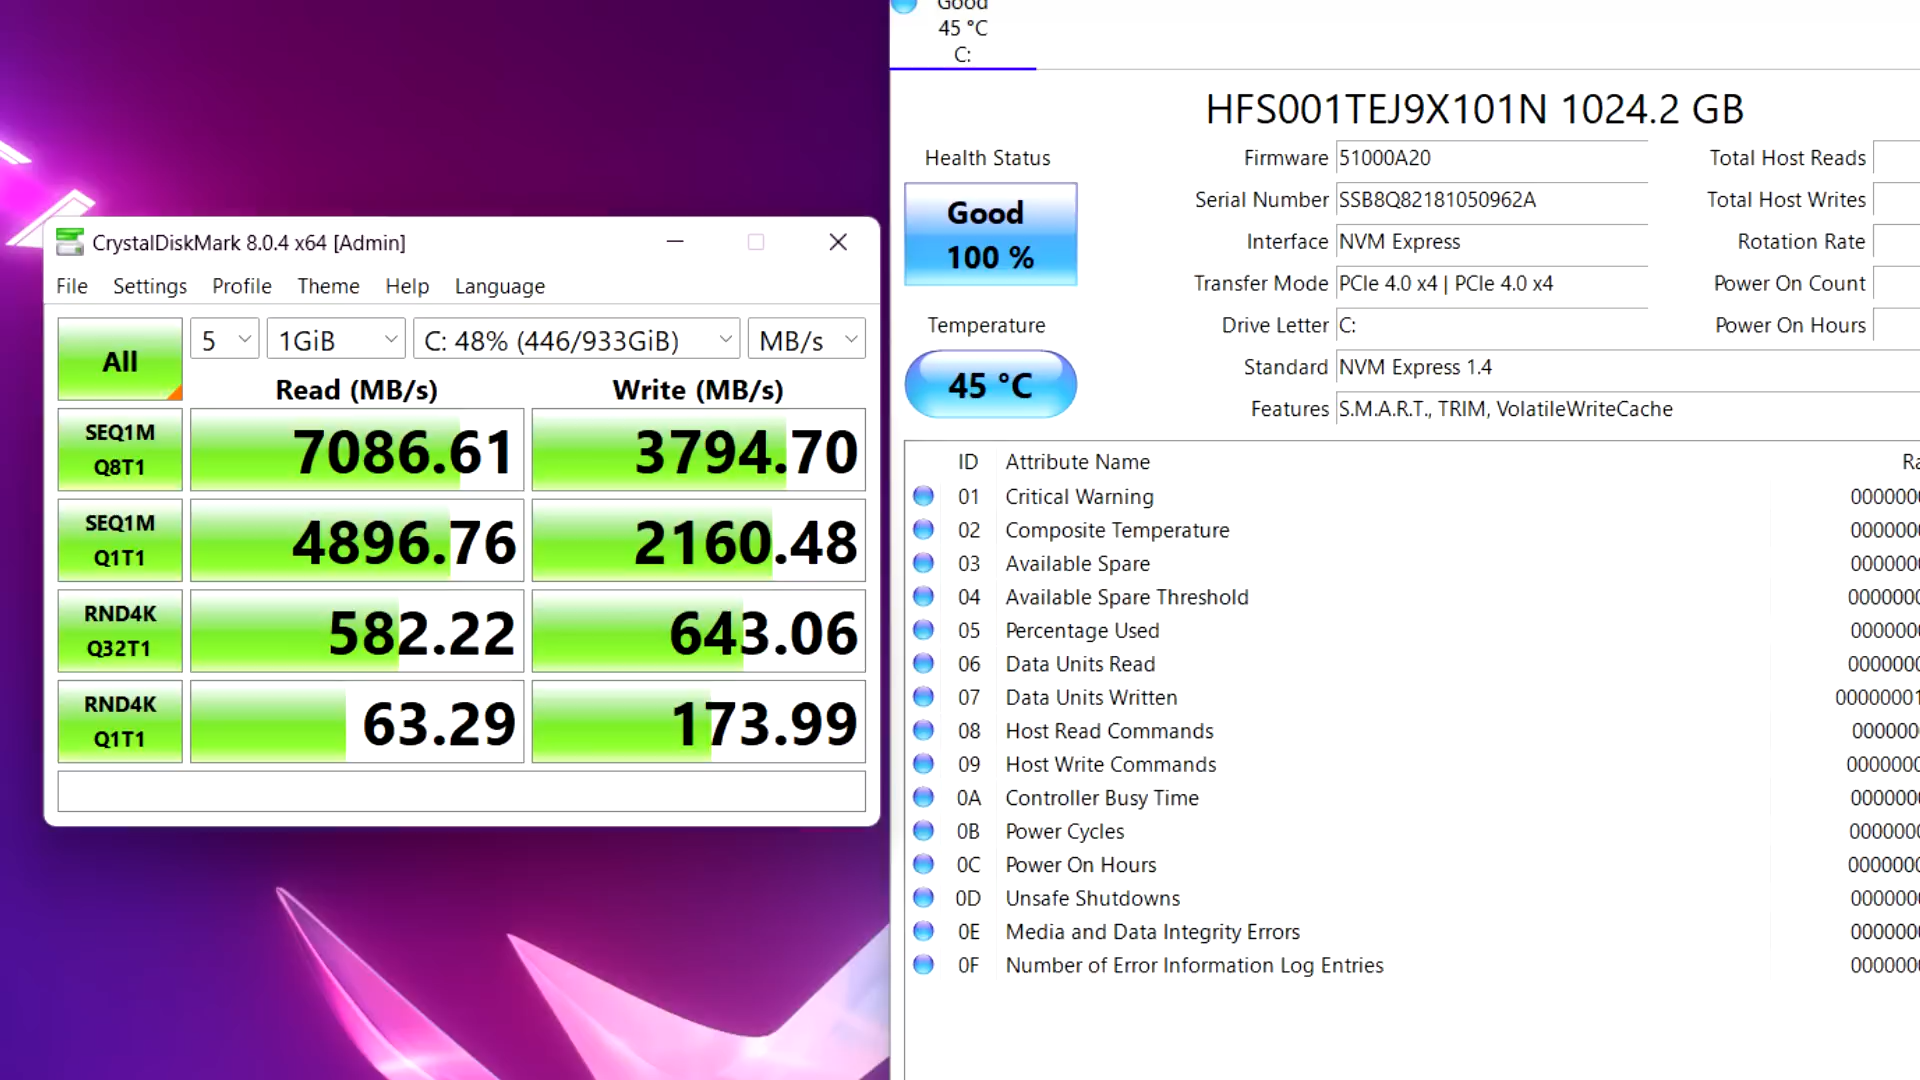 CrystalDiskMark 8.0.4 x64 [Admin]
File Settings Profile Theme Help Language
All
5
1GiB
C: 48% (446/933GiB)
MB/s
Read (MB/s) Write (MB/s)
SEQ1M
Q8T1
7086.61 3794.70
SEQ1M
Q1T1
4896.76 2160.48
RND4K
Q32T1
582.22 643.06
RND4K
Q1T1
63.29 173.99
Good
45 °C
C:
HFS001TEJ9X101N 1024.2 GB
Health Status
Good
100 %
Temperature
45 °C
Firmware 51000A20
Serial Number SSB8Q82181050962A
Interface NVM Express
Transfer Mode PCIe 4.0 x4 | PCIe 4.0 x4
Drive Letter C:
Standard NVM Express 1.4
Features S.M.A.R.T., TRIM, VolatileWriteCache
Total Host Reads
Total Host Writes
Rotation Rate
Power On Count
Power On Hours
ID Attribute Name
01 Critical Warning
02 Composite Temperature
03 Available Spare
04 Available Spare Threshold
05 Percentage Used
06 Data Units Read
07 Data Units Written
08 Host Read Commands
09 Host Write Commands
0A Controller Busy Time
0B Power Cycles
0C Power On Hours
0D Unsafe Shutdowns
0E Media and Data Integrity Errors
0F Number of Error Information Log Entries